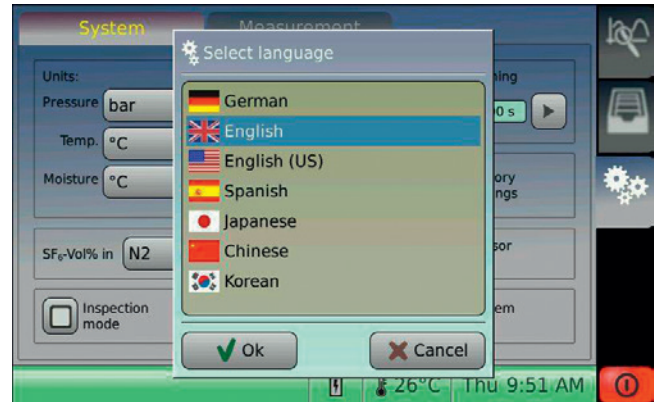 System
Measurement
Select language
Units:
Pressure bar
Temp. °C
Moisture °C
SF₆-Vol% in N2
Inspection
mode
German
English
English (US)
Spanish
Japanese
Chinese
Korean
Ok
Cancel
26°C
Thu 9:51 AM